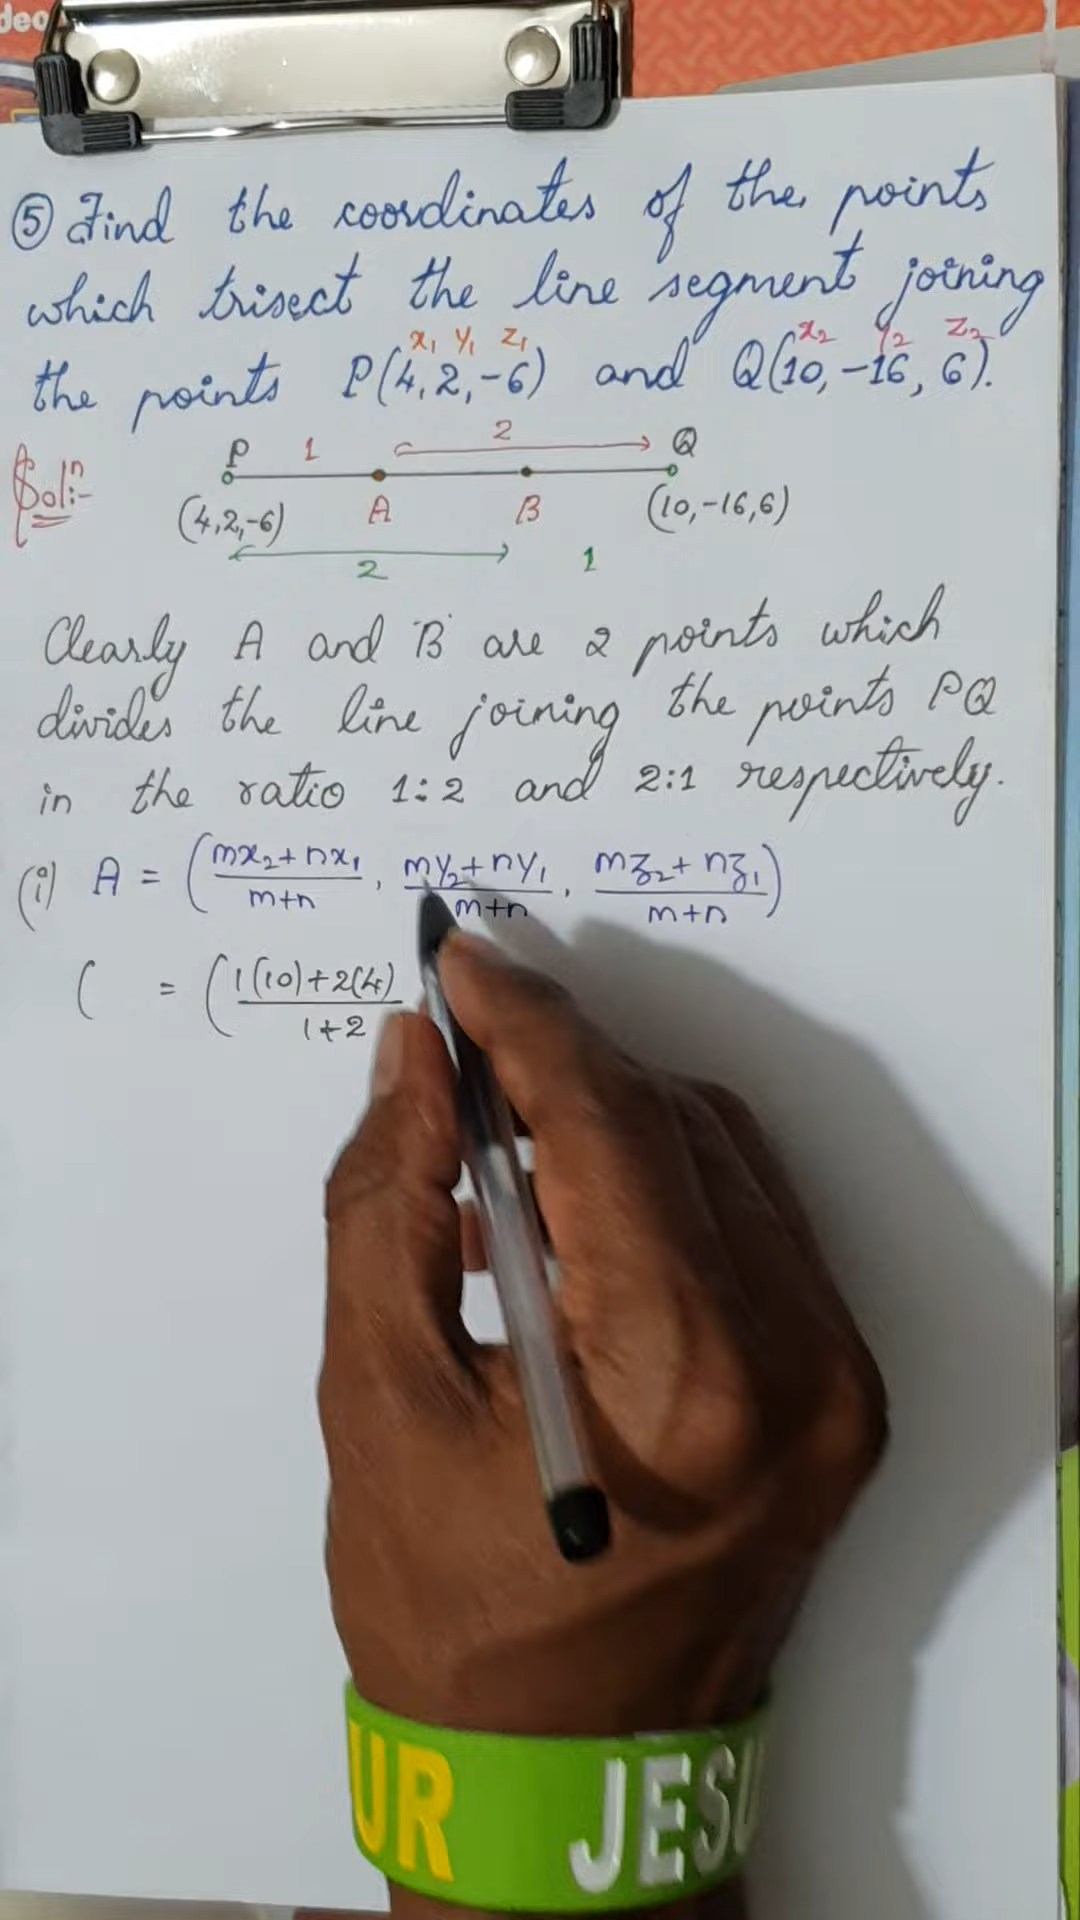 deo
⑤ Find the coordinates of the points
which trisect the line segment joining
x₁ y₁ z₁ x₂ y₂ z₂
the points P(4, 2, -6) and Q(10, -16, 6).
Solⁿ:-
P 1 2 Q
(4,2,-6) A B (10,-16,6)
2 1
Clearly A and B are 2 points which
divides the line joining the points PQ
in the ratio 1:2 and 2:1 respectively.
(i) A = (mx₂+nx₁/m+n, my₂+ny₁/m+n, mz₂+nz₁/m+n)
( = (1(10)+2(4)/1+2
UR JESU